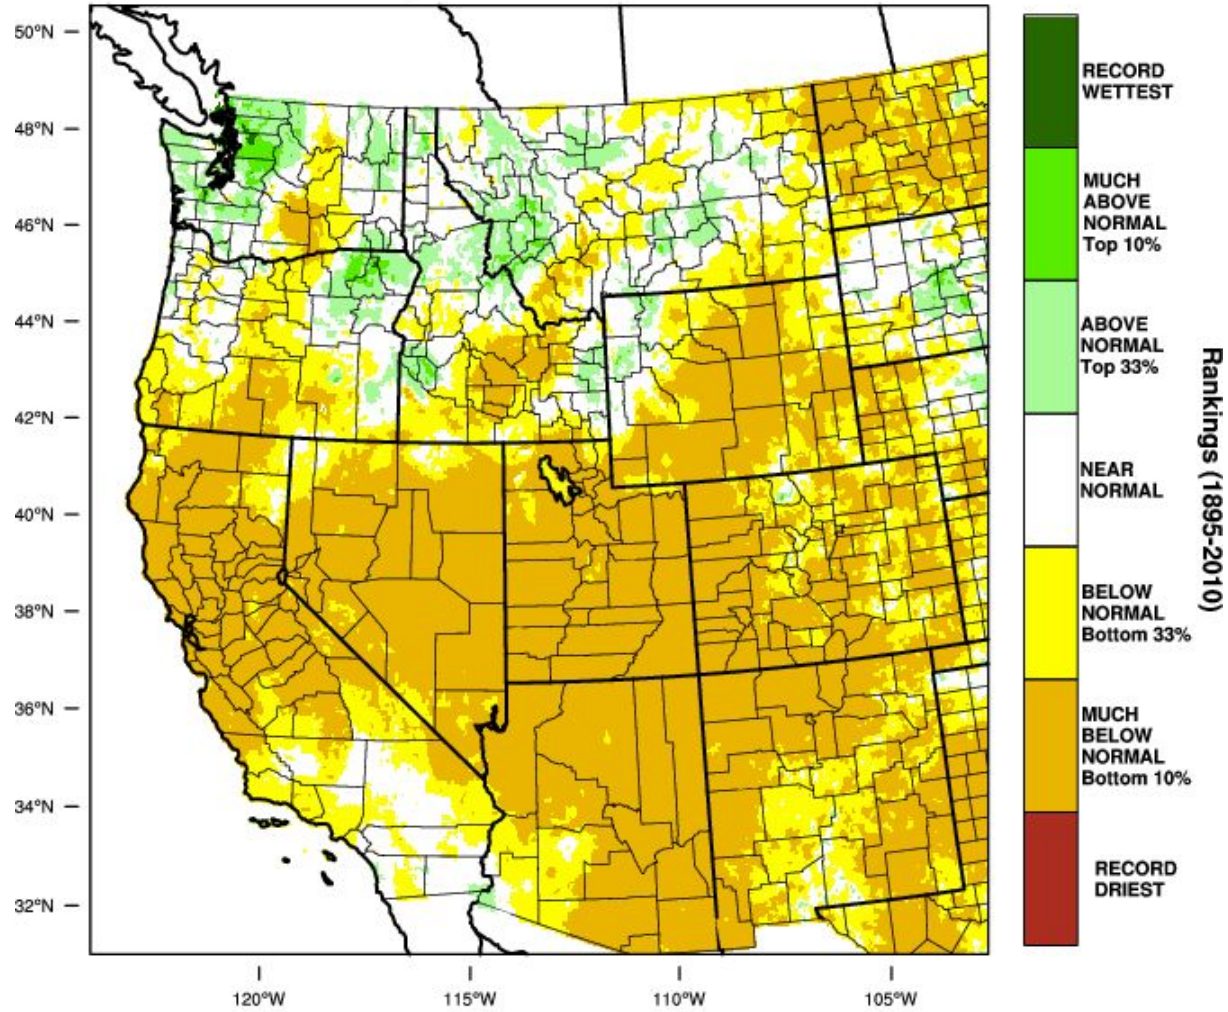 50°N
48°N
46°N
44°N
42°N
40°N
38°N
36°N
34°N
32°N
120°W
115°W
110°W
105°W
RECORD
WETTEST
MUCH
ABOVE
NORMAL
Top 10%
ABOVE
NORMAL
Top 33%
NEAR
NORMAL
BELOW
NORMAL
Bottom 33%
MUCH
BELOW
NORMAL
Bottom 10%
RECORD
DRIEST
Rankings (1895-2010)